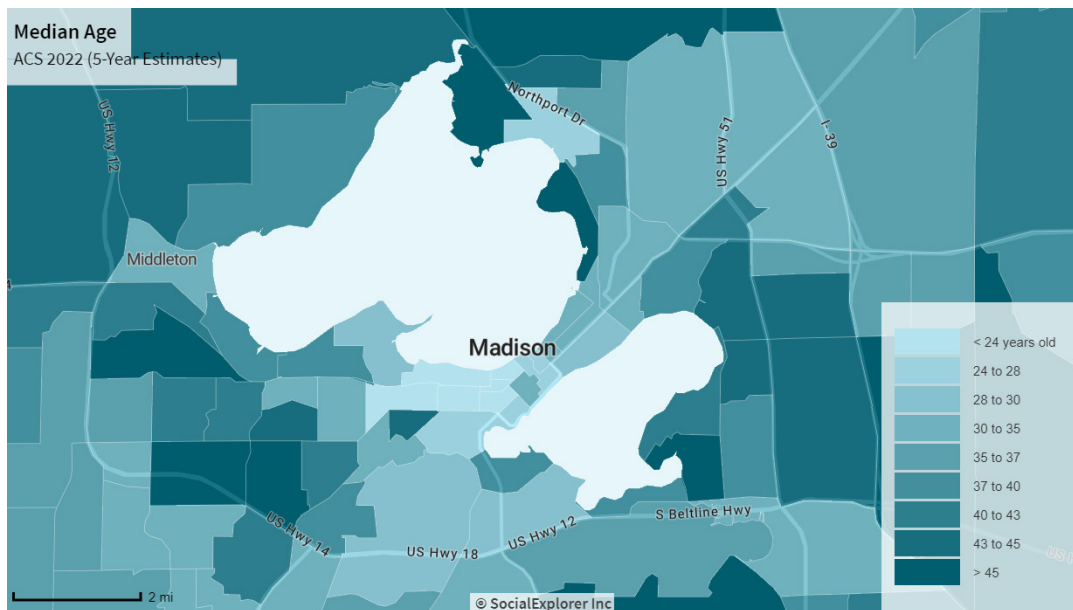 Median Age
ACS 2022 (5-Year Estimates)
Northport Dr
US Hwy 12
US Hwy 51
I- 39
Middleton
4
Madison
< 24 years old
24 to 28
28 to 30
30 to 35
35 to 37
37 to 40
40 to 43
43 to 45
> 45
US Hwy 14
US Hwy 18
US Hwy 12
S Beltline Hwy
2 mi
© SocialExplorer Inc